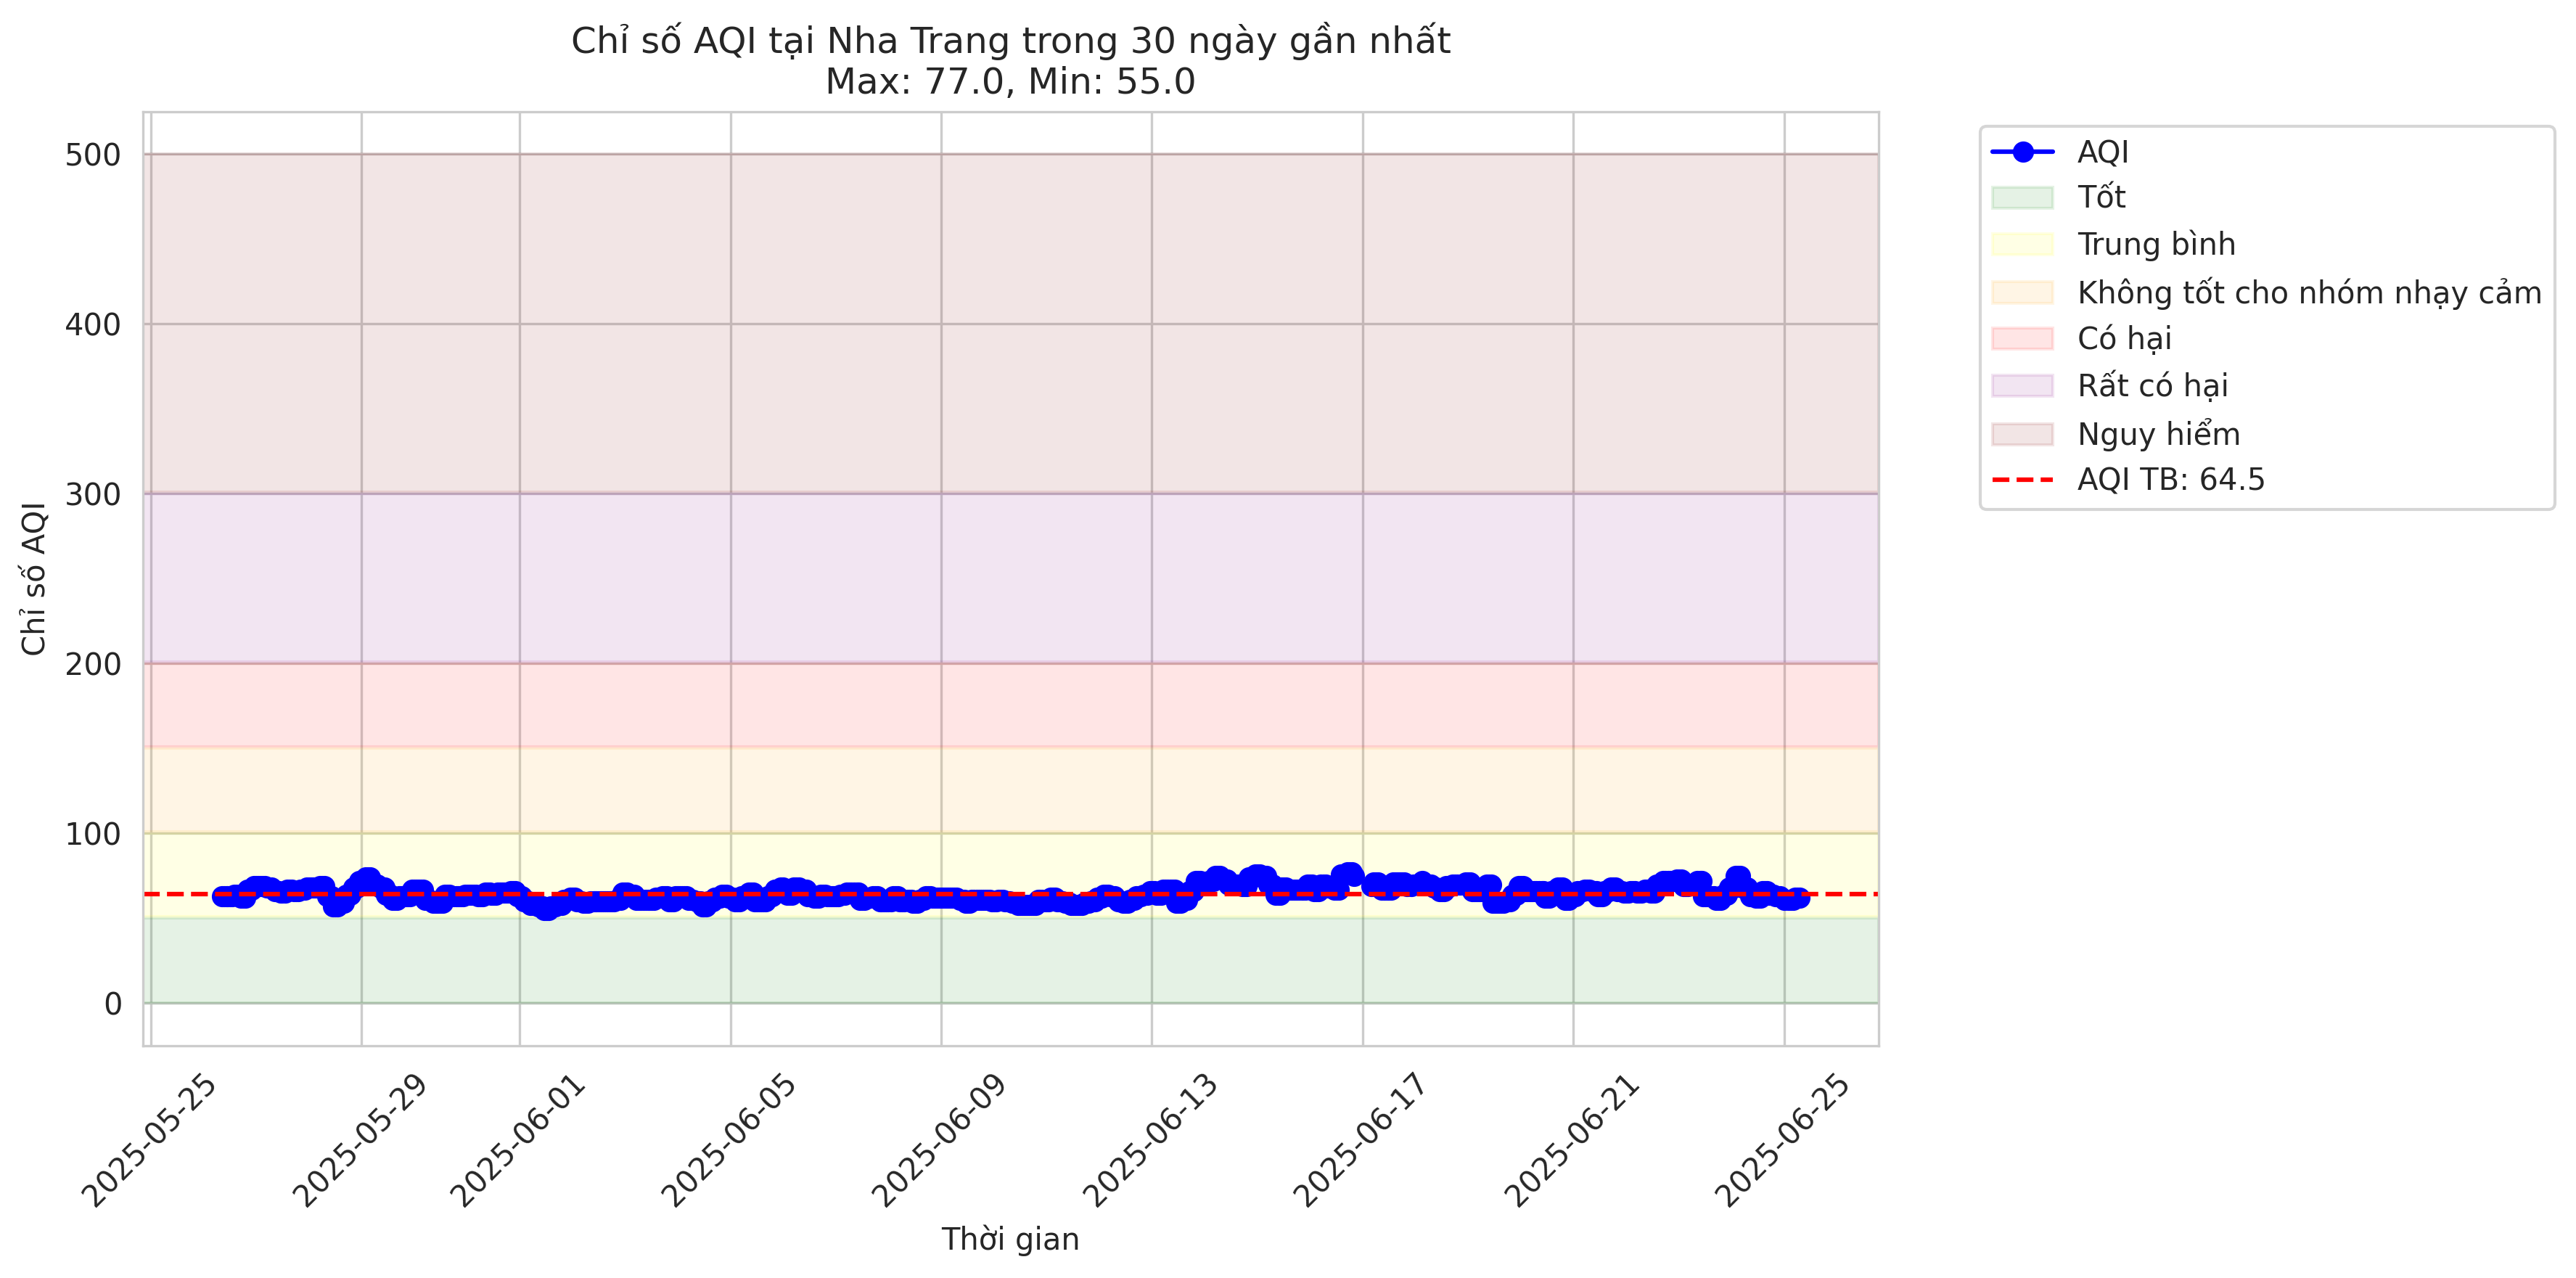 Chỉ số AQI tại Nha Trang trong 30 ngày gần nhất
Max: 77.0, Min: 55.0
Chỉ số AQI
500
400
300
200
100
0
2025-05-25
2025-05-29
2025-06-01
2025-06-05
2025-06-09
2025-06-13
2025-06-17
2025-06-21
2025-06-25
Thời gian
AQI
Tốt
Trung bình
Không tốt cho nhóm nhạy cảm
Có hại
Rất có hại
Nguy hiểm
AQI TB: 64.5